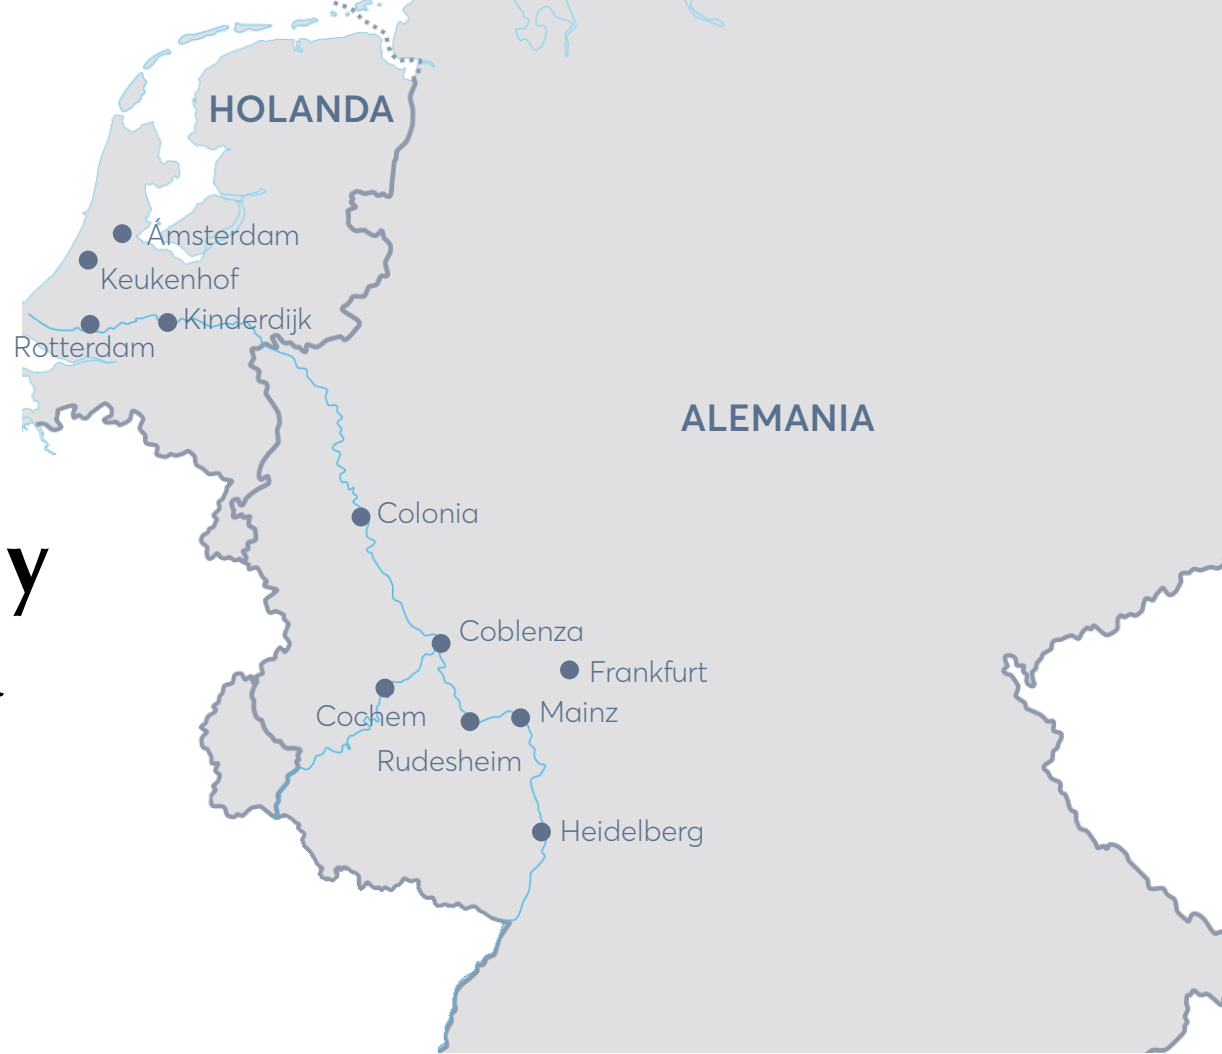 HOLANDA
Ámsterdam
Keukenhof
Kinderdijk
Rotterdam
ALEMANIA
Colonia
y
Coblenza
Frankfurt
Cochem
Mainz
Rudesheim
Heidelberg